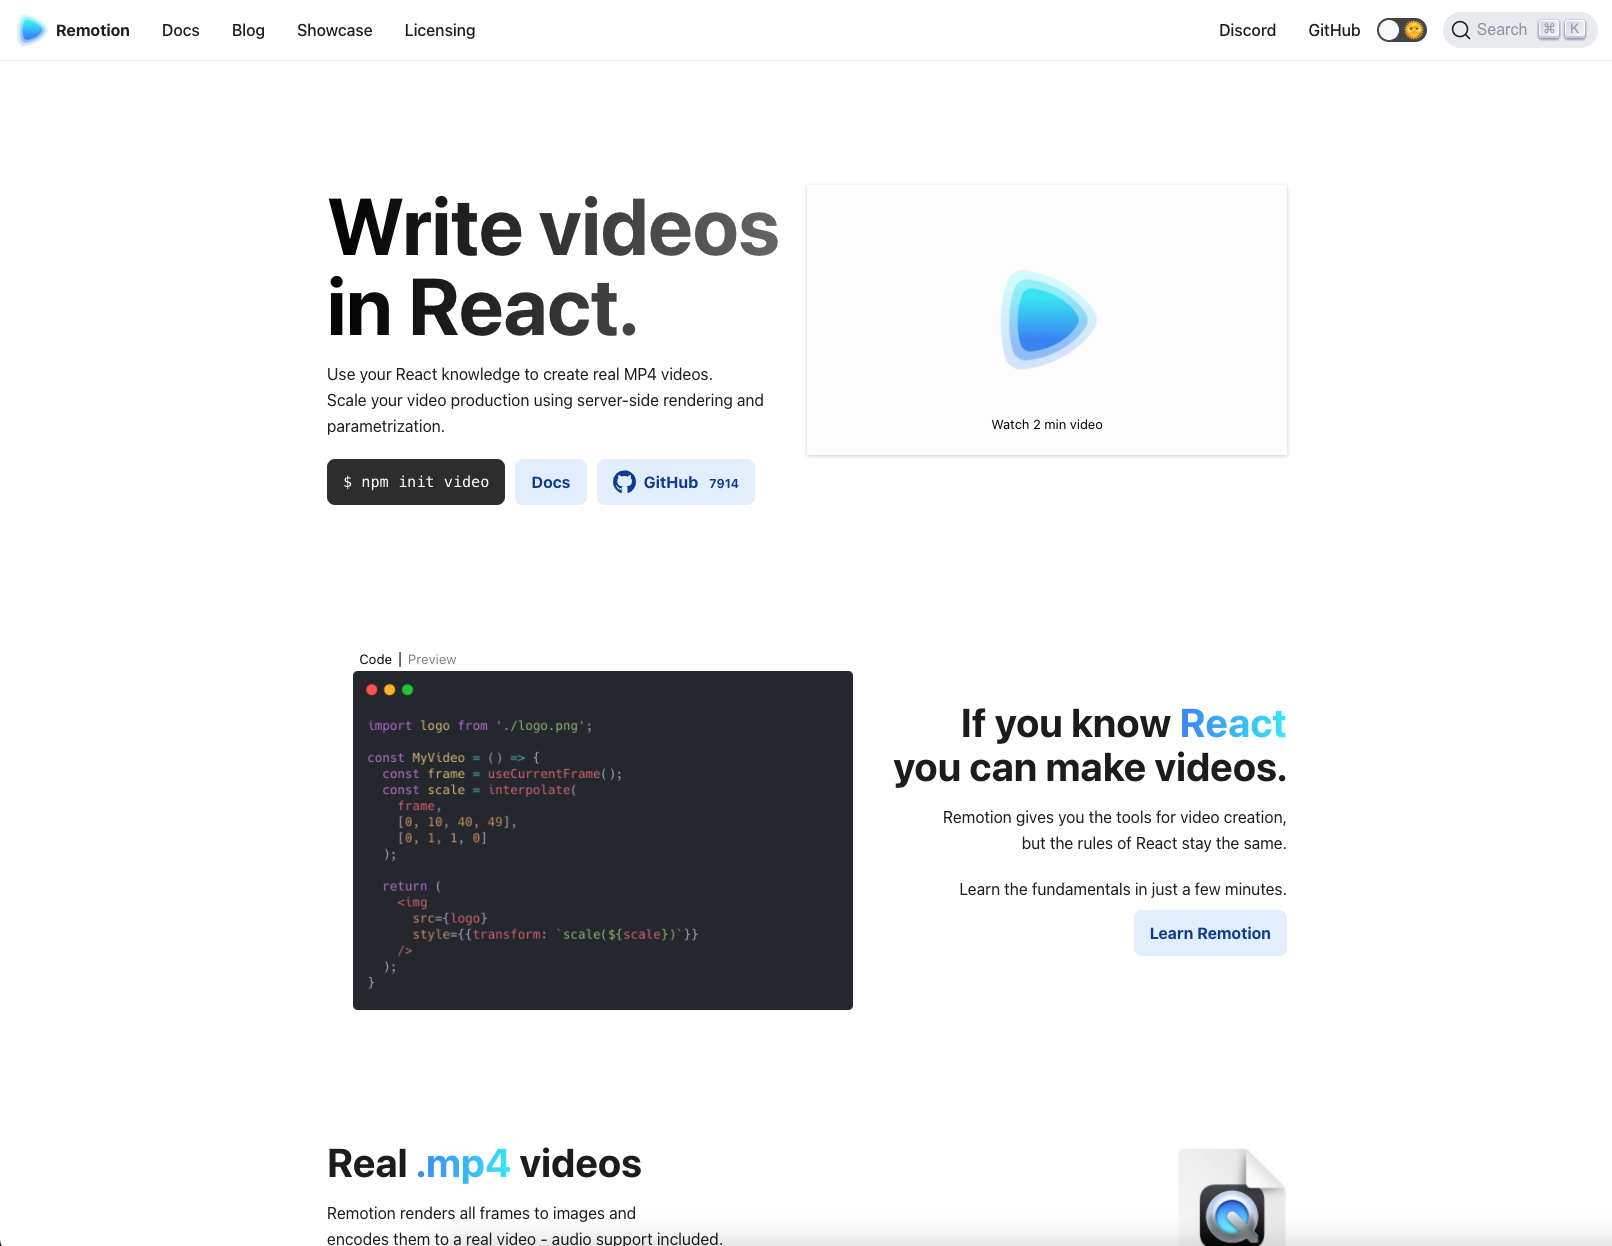 Remotion Docs Blog Showcase Licensing Discord GitHub Search ⌘ K
Write videos
in React.
Use your React knowledge to create real MP4 videos.
Scale your video production using server-side rendering and
parametrization.
$ npm init video Docs GitHub 7914
Watch 2 min video
Code | Preview
import logo from './logo.png';
const MyVideo = () => {
  const frame = useCurrentFrame();
  const scale = interpolate(
    frame,
    [0, 10, 40, 49],
    [0, 1, 1, 0]
  );
  return (
    <img
      src={logo}
      style={{transform: `scale(${scale})`}}
    />
  );
}
If you know React
you can make videos.
Remotion gives you the tools for video creation,
but the rules of React stay the same.
Learn the fundamentals in just a few minutes.
Learn Remotion
Real .mp4 videos
Remotion renders all frames to images and
encodes them to a real video - audio support included.